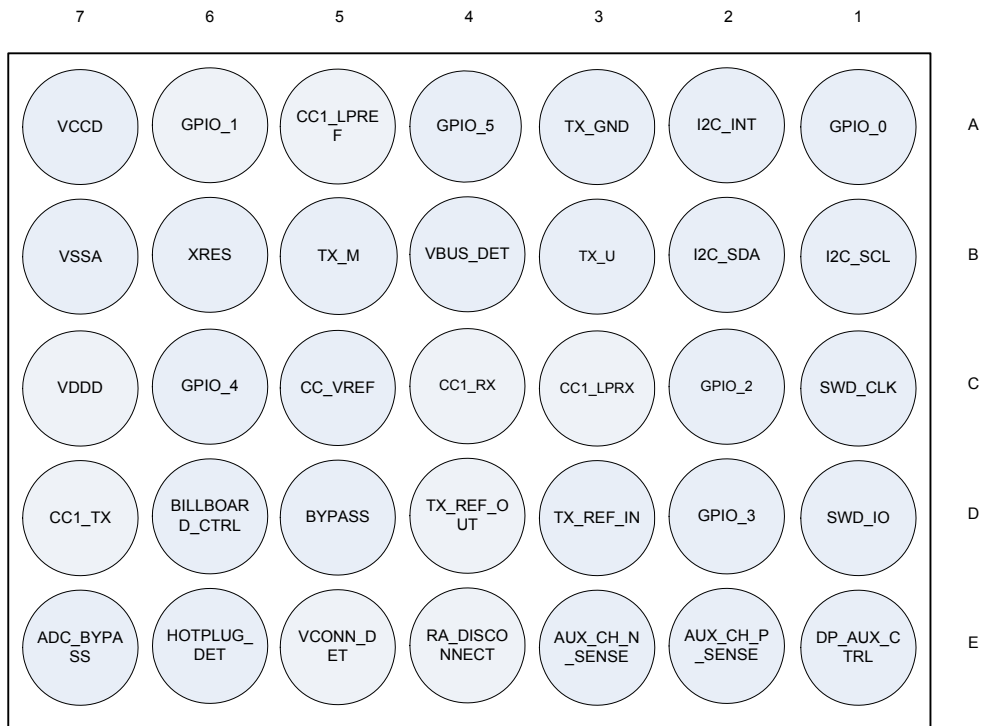 7 6 5 4 3 2 1
VCCD GPIO_1 CC1_LPRE
F GPIO_5 TX_GND I2C_INT GPIO_0 A
VSSA XRES TX_M VBUS_DET TX_U I2C_SDA I2C_SCL B
VDDD GPIO_4 CC_VREF CC1_RX CC1_LPRX GPIO_2 SWD_CLK C
CC1_TX BILLBOAR
D_CTRL BYPASS TX_REF_O
UT TX_REF_IN GPIO_3 SWD_IO D
ADC_BYPA
SS HOTPLUG_
DET VCONN_D
ET RA_DISCO
NNECT AUX_CH_N
_SENSE AUX_CH_P
_SENSE DP_AUX_C
TRL E